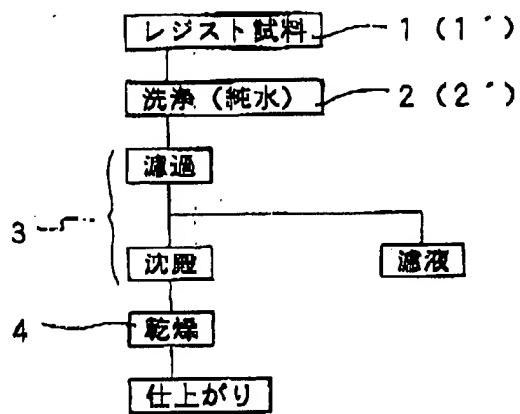 レジスト試料 1 (1´)
洗浄 (純水) 2 (2´)
濾過
3
沈殿 濾液
4 乾燥
仕上がり